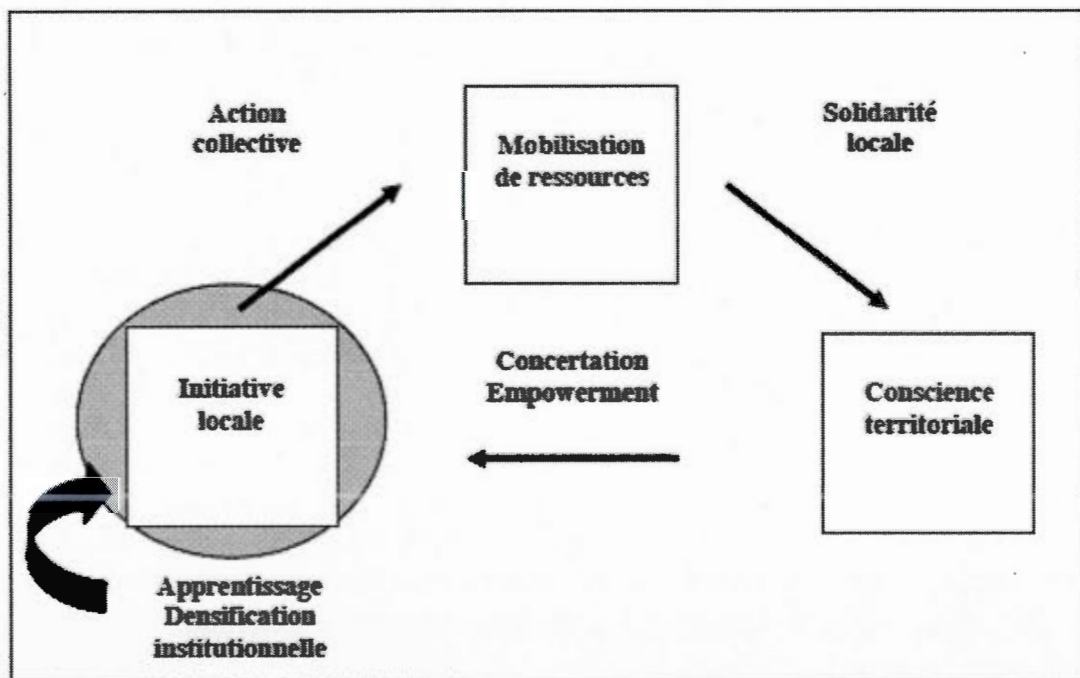 Action
collective
Mobilisation
de ressources
Solidarité
locale
Initiative
locale
Concertation
Empowerment
Conscience
territoriale
Apprentissage
Densification
institutionnelle